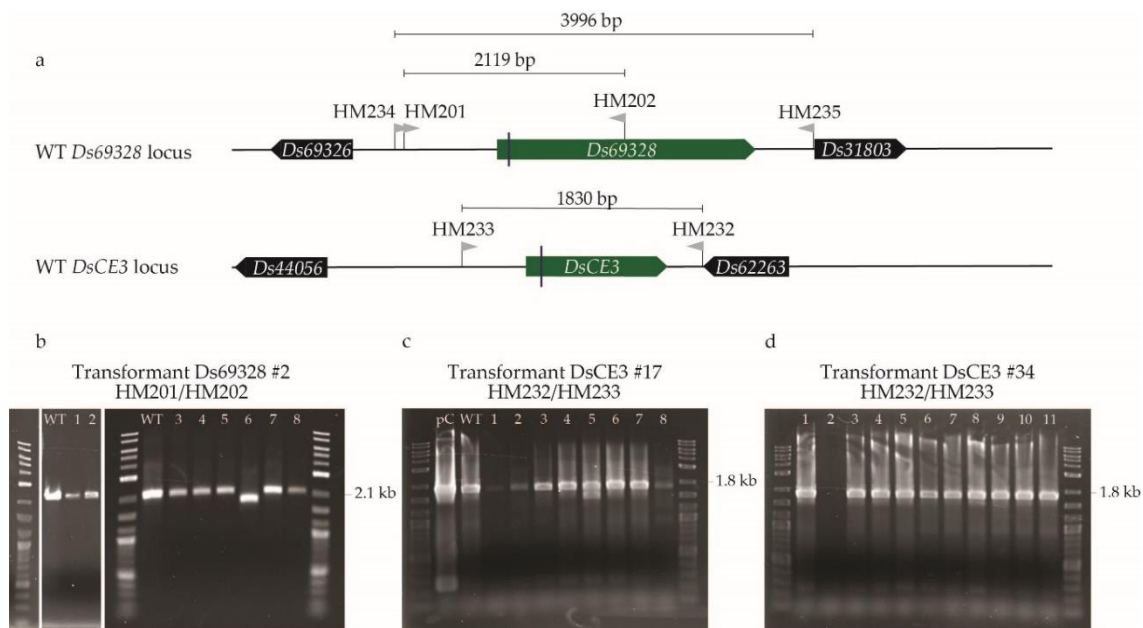 3996 bp
a
2119 bp
HM234 HM201 HM202 HM235
WT Ds69328 locus Ds69326 Ds69328 Ds31803
1830 bp
HM233 HM232
WT DsCE3 locus Ds44056 DsCE3 Ds62263
b
Transformant Ds69328 #2
HM201/HM202
WT 1 2 WT 3 4 5 6 7 8
2.1 kb
c
Transformant DsCE3 #17
HM232/HM233
pC WT 1 2 3 4 5 6 7 8
1.8 kb
d
Transformant DsCE3 #34
HM232/HM233
1 2 3 4 5 6 7 8 9 10 11
1.8 kb